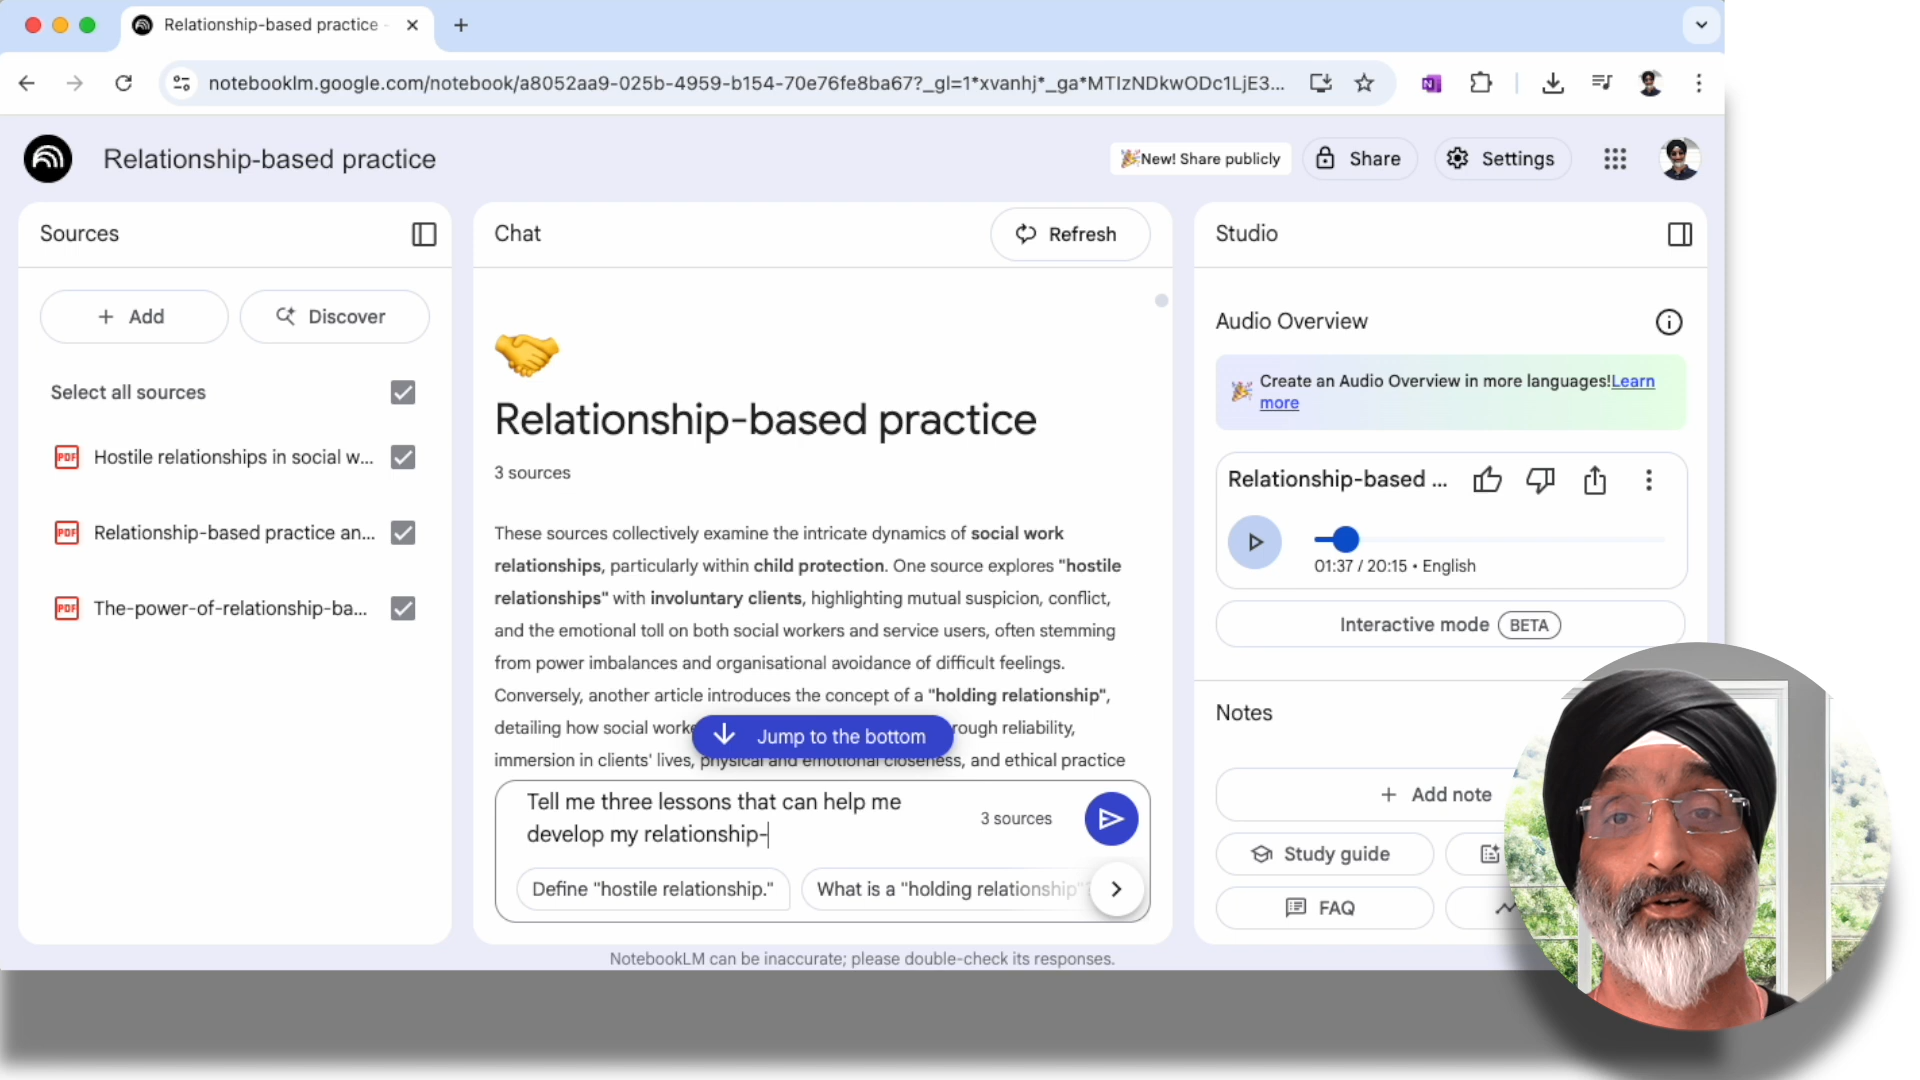 Relationship-based practice -
notebooklm.google.com/notebook/a8052aa9-025b-4959-b154-70e76fe8ba67?_gl=1*xvanhj*_ga*MTIzNDkwODc1LjE3...
Relationship-based practice
🎉New! Share publicly
Share
Settings
Sources
Add
Discover
Select all sources
PDF Hostile relationships in social w...
PDF Relationship-based practice an...
PDF The-power-of-relationship-ba...
Chat
Refresh
Relationship-based practice
3 sources
These sources collectively examine the intricate dynamics of social work
relationships, particularly within child protection. One source explores "hostile
relationships" with involuntary clients, highlighting mutual suspicion, conflict,
and the emotional toll on both social workers and service users, often stemming
from power imbalances and organisational avoidance of difficult feelings.
Conversely, another article introduces the concept of a "holding relationship",
detailing how social work rough reliability,
Jump to the bottom
immersion in clients' lives, physical and emotional closeness, and ethical practice
Tell me three lessons that can help me
develop my relationship-
3 sources
Define "hostile relationship."
What is a "holding relationship"
NotebookLM can be inaccurate; please double-check its responses.
Studio
Audio Overview
Create an Audio Overview in more languages!Learn
more
Relationship-based ...
01:37 / 20:15 • English
Interactive mode BETA
Notes
Add note
Study guide
FAQ